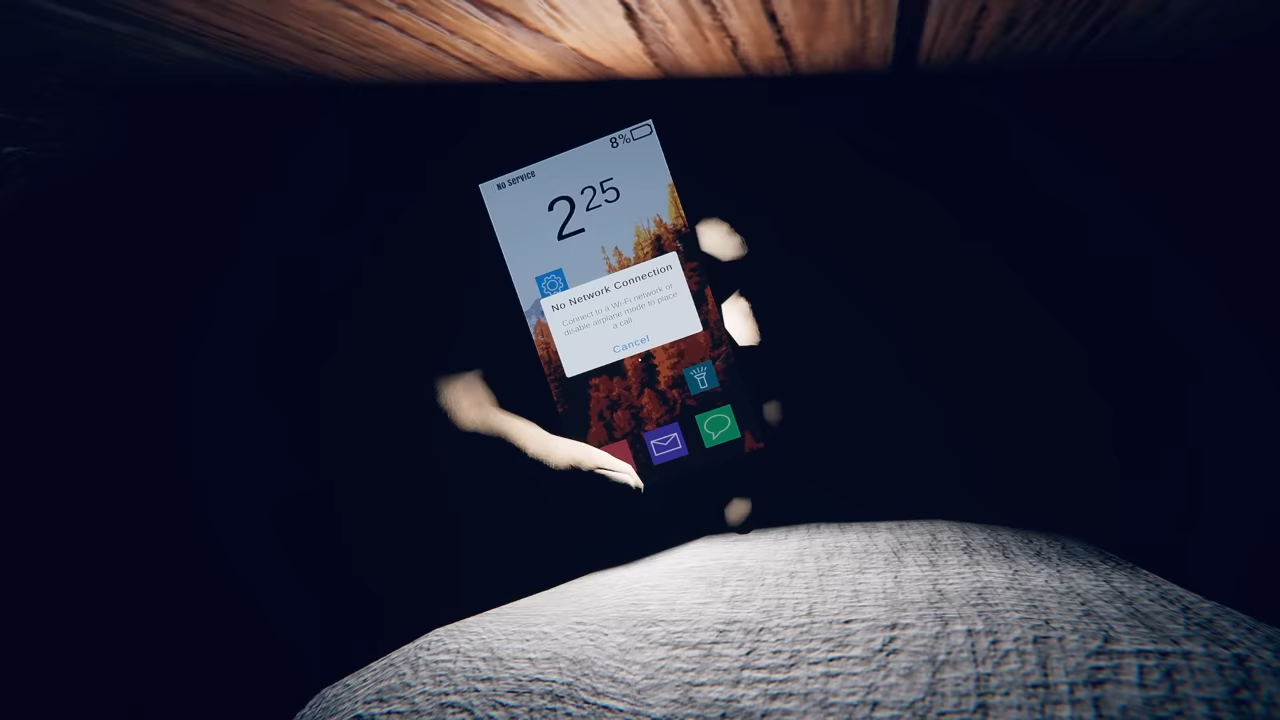 No Service
8%
2 25
No Network Connection
Connect to a Wi-Fi network or
disable airplane mode to place
a call
Cancel